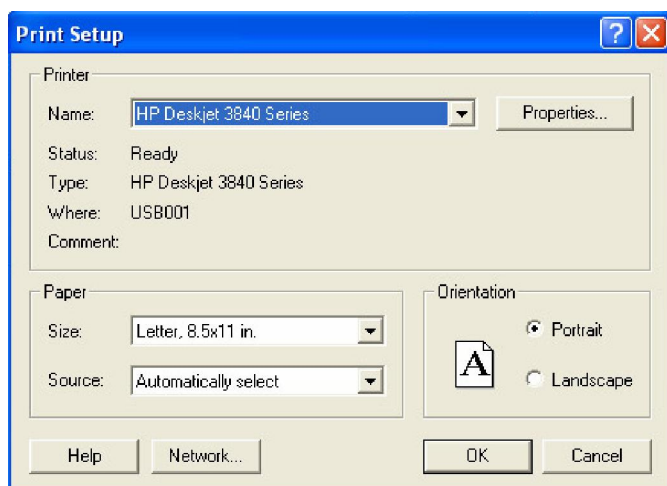 Print Setup
Printer
Name: HP Deskjet 3840 Series Properties...
Status: Ready
Type: HP Deskjet 3840 Series
Where: USB001
Comment:
Paper Orientation
Size: Letter, 8.5x11 in. Portrait
A
Source: Automatically select Landscape
Help Network... OK Cancel